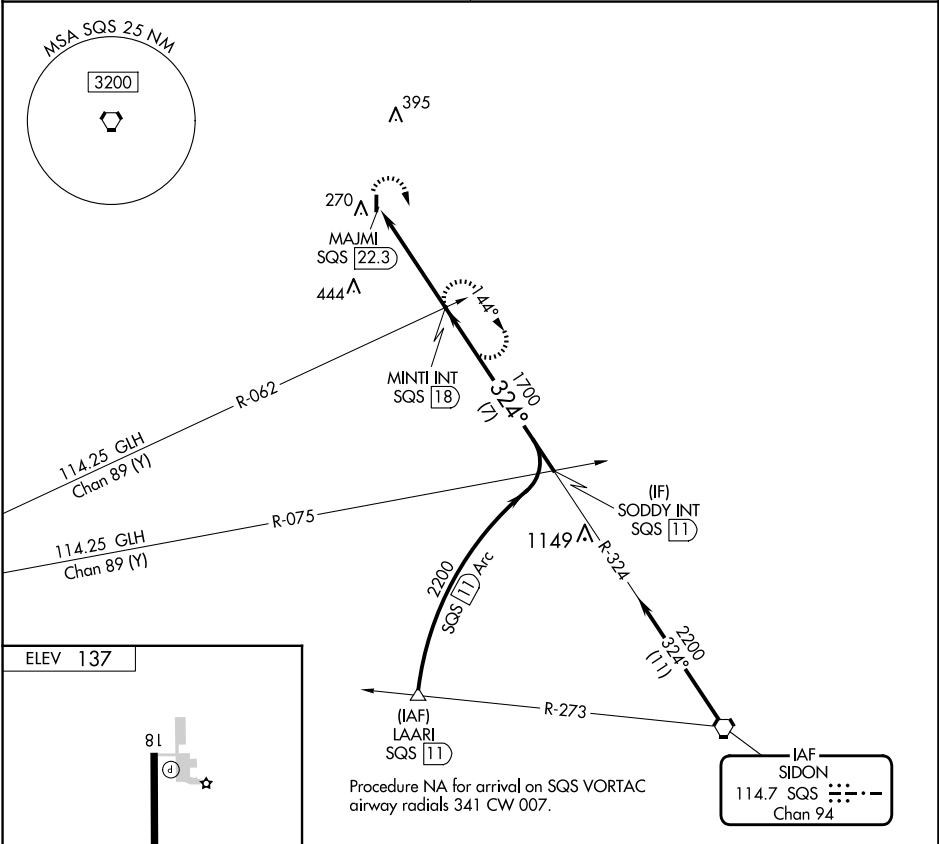 MSA SQS 25 NM
3200
395
270
MAJMI
SQS 22.3
444
144°
MINTI INT
SQS 18
1700
324°
(7)
R-062
114.25 GLH
Chan 89 (Y)
R-075
114.25 GLH
Chan 89 (Y)
(IF)
SODDY INT
SQS 11
1149
R-324
2200
SQS 11 Arc
2200
324°
(11)
ELEV 137
(IAF)
LAARI
SQS 11
R-273
18
P
Procedure NA for arrival on SQS VORTAC
airway radials 341 CW 007.
IAF
SIDON
114.7 SQS
Chan 94